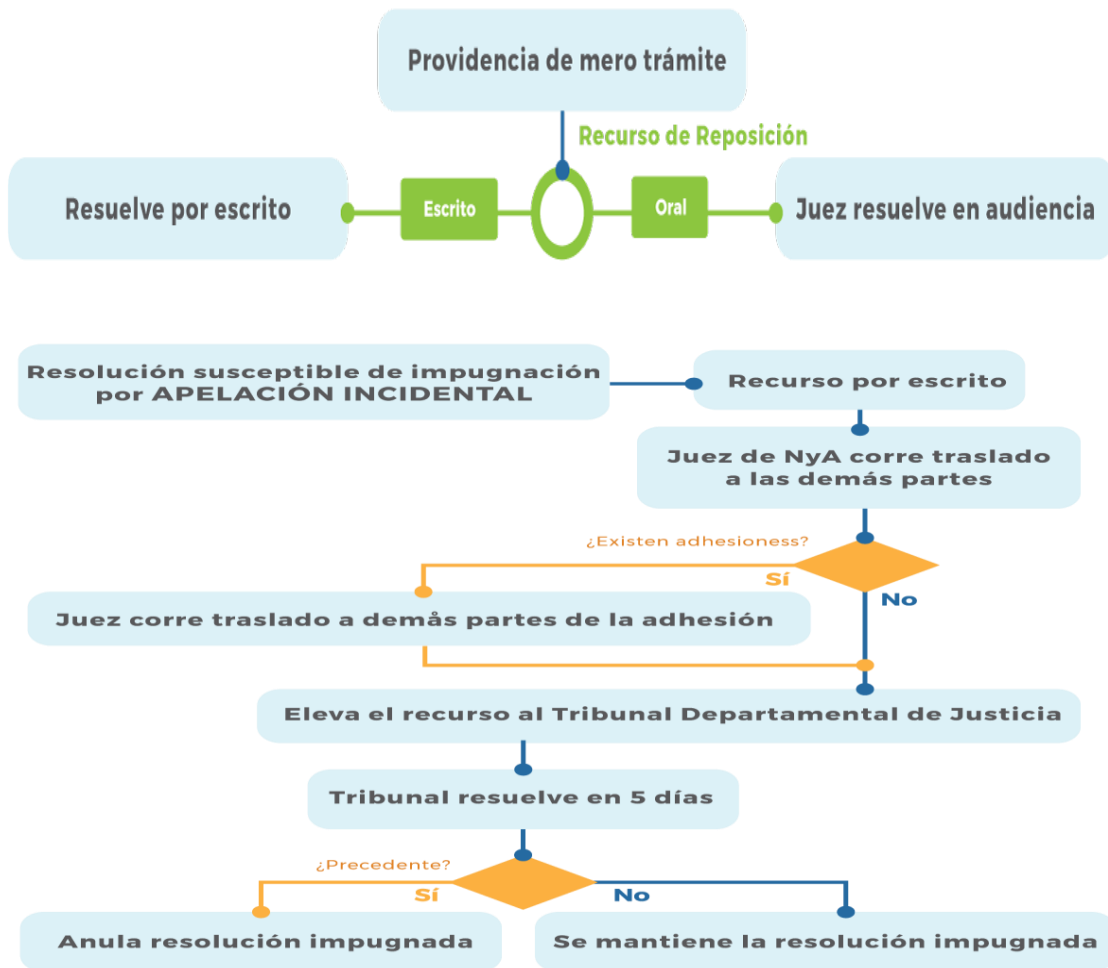 Providencia de mero trámite
Recurso de Reposición
Resuelve por escrito
Escrito
Oral
Juez resuelve en audiencia
Resolución susceptible de impugnación
por APELACIÓN INCIDENTAL
Recurso por escrito
Juez de NyA corre traslado
a las demás partes
¿Existen adhesioness?
Sí
No
Juez corre traslado a demås partes de la adhesión
Eleva el recurso al Tribunal Departamental de Justicia
Tribunal resuelve en 5 días
¿Precedente?
Sí
No
Anula resolución impugnada
Se mantiene la resolución impugnada